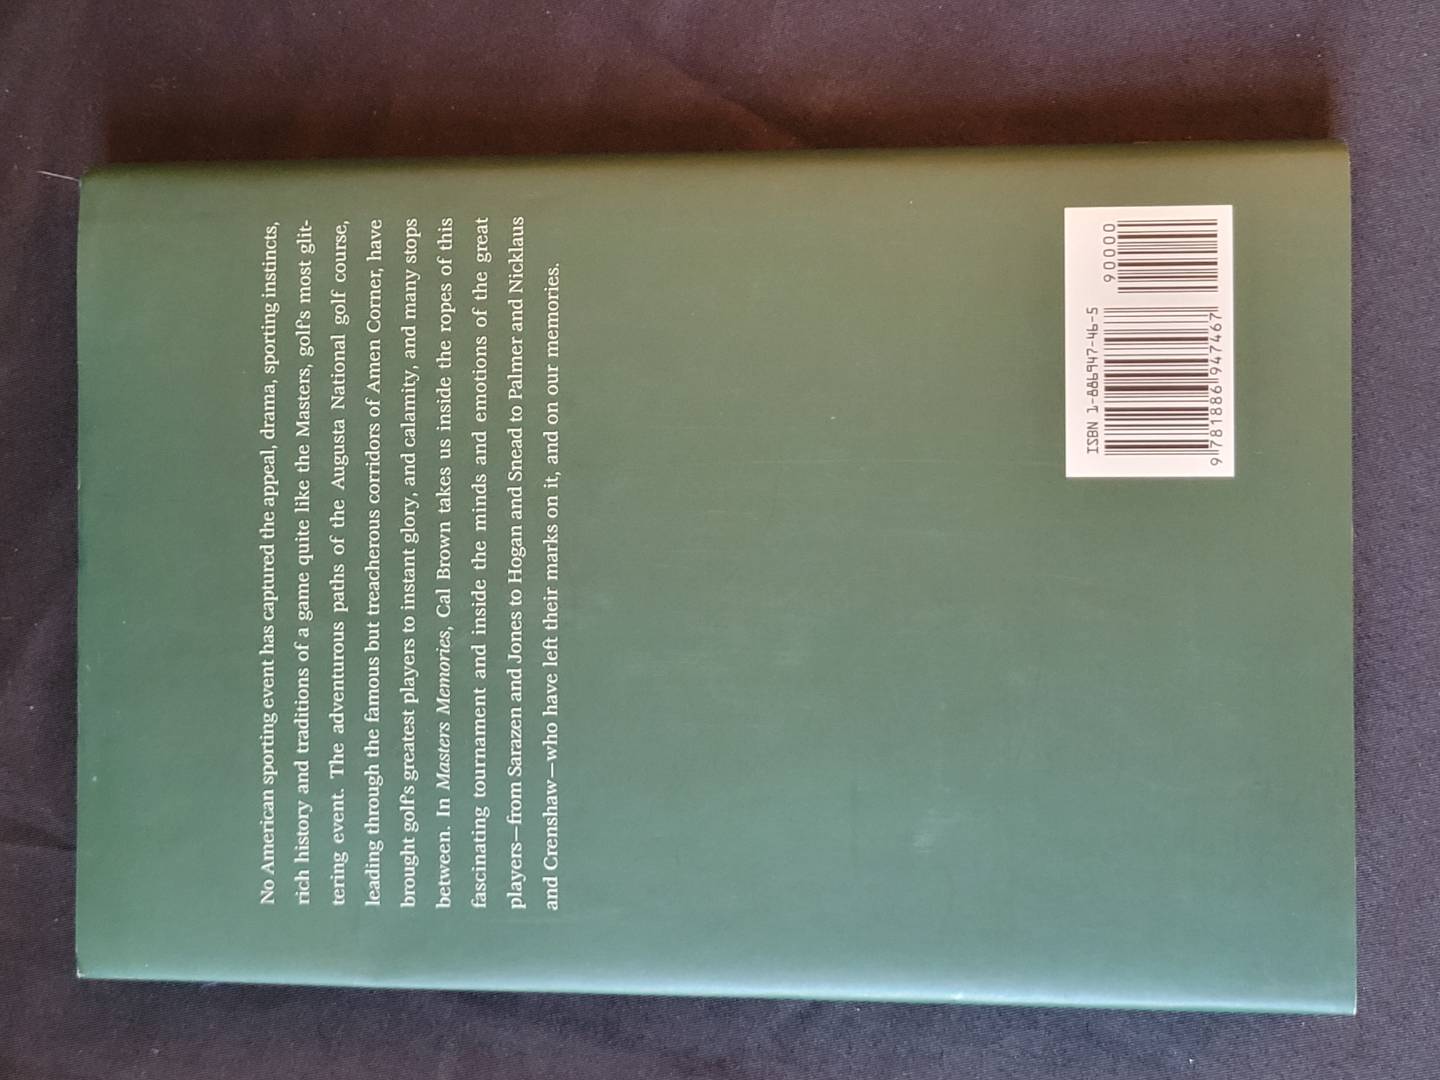 No American sporting event has captured the appeal, drama, sporting instincts,
rich history and traditions of a game quite like the Masters, golf's most glit-
tering event. The adventurous paths of the Augusta National golf course,
leading through the famous but treacherous corridors of Amen Corner, have
brought golf's greatest players to instant glory, and calamity, and many stops
between. In Masters Memories, Cal Brown takes us inside the ropes of this
fascinating tournament and inside the minds and emotions of the great
players—from Sarazen and Jones to Hogan and Snead to Palmer and Nicklaus
and Crenshaw—who have left their marks on it, and on our memories.
ISBN 1-886947-46-5
90000
9 781886 947467